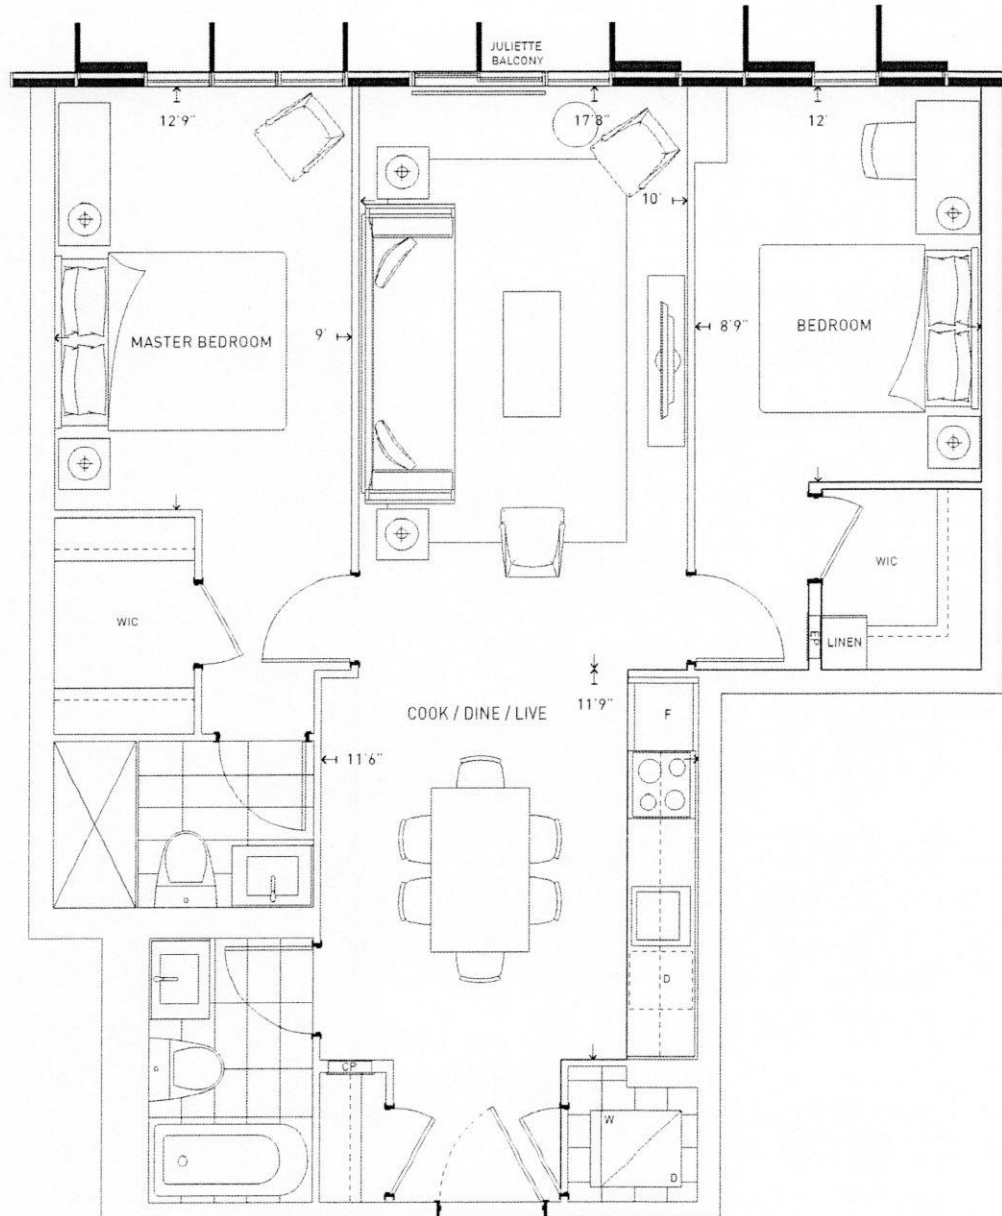 JULIETTE
BALCONY
12'9"
17'8"
12'
10'
MASTER BEDROOM
9'
8'9"
BEDROOM
WIC
WIC
EP
LINEN
COOK / DINE / LIVE
11'9"
F
11'6"
D
CP
W
D